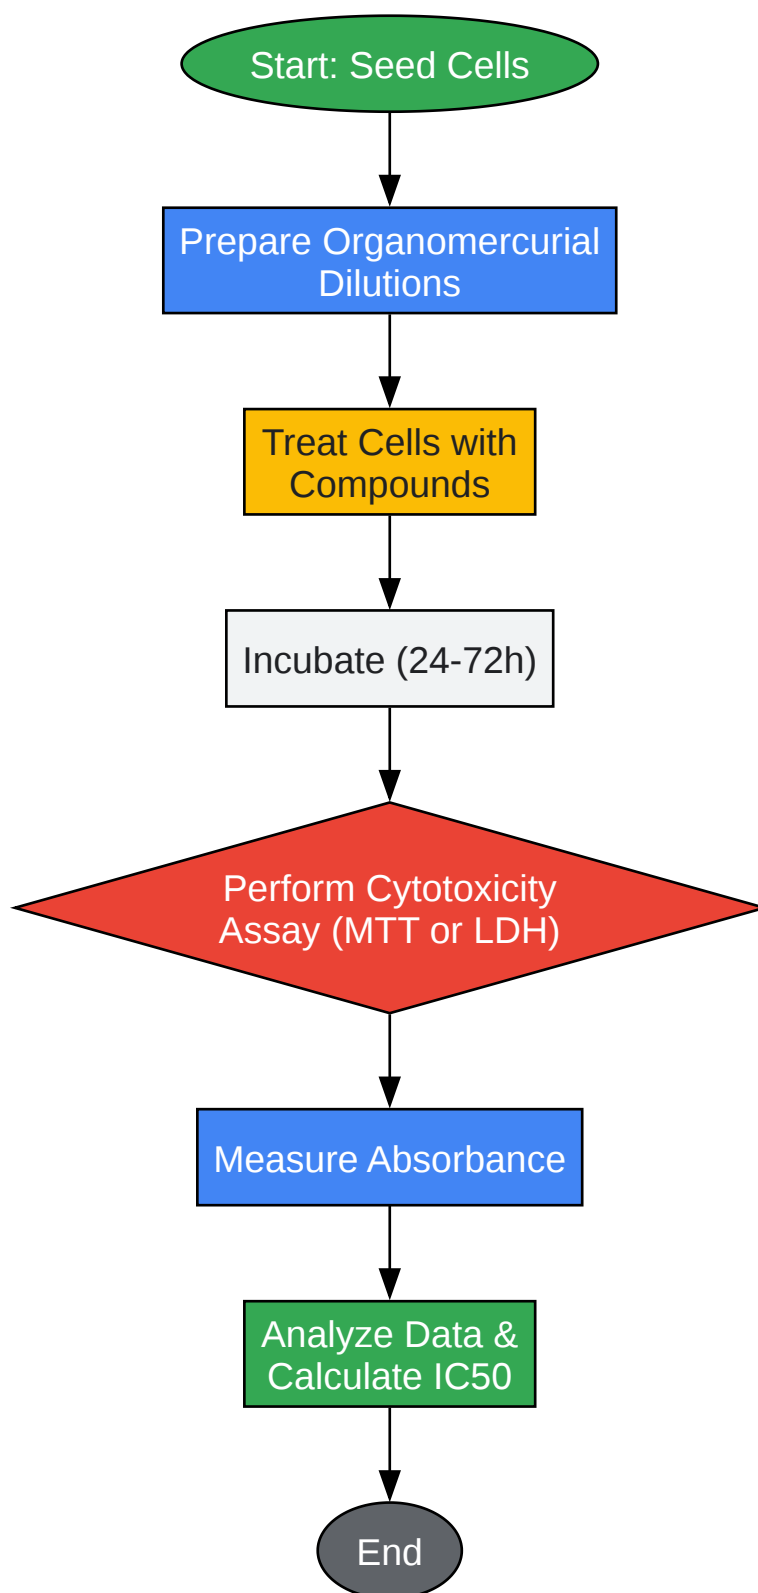 Start: Seed Cells
Prepare Organomercurial
Dilutions
Treat Cells with
Compounds
Incubate (24-72h)
Perform Cytotoxicity
Assay (MTT or LDH)
Measure Absorbance
Analyze Data &
Calculate IC50
End